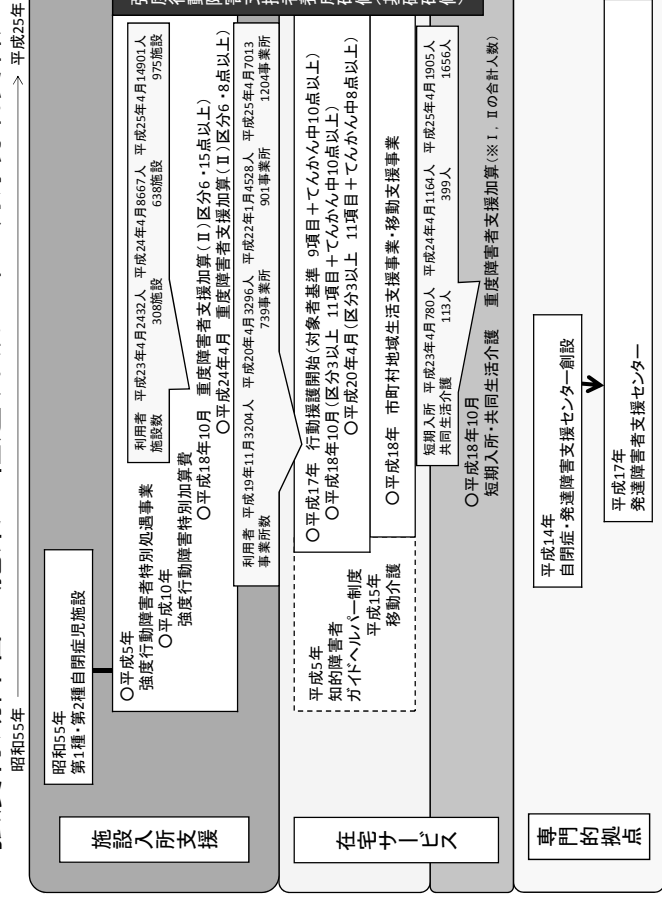 昭和55年
平成25年
施設入所支援
昭和55年
第1種・第2種自閉症児施設
○平成5年
強度行動障害者特別処遇事業
○平成10年
強度行動障害特別加算費
○平成18年10月 重度障害者支援加算(Ⅱ)区分6・15点以上)
○平成24年4月 重度障害者支援加算(Ⅱ)区分6・8点以上)
利用者 平成23年4月2432人 平成24年4月8667人 平成25年4月14901人
施設数 308施設 638施設 975施設
利用者 平成19年11月3204人 平成20年4月3296人 平成22年1月4528人 平成25年4月7013
事業所数 739事業所 901事業所 1204事業所
在宅サービス
平成5年
知的障害者
ガイドヘルパー制度
平成15年
移動介護
○平成17年 行動援護開始(対象者基準 9項目+てんかん中10点以上)
○平成18年10月(区分3以上 11項目+てんかん中10点以上)
○平成20年4月(区分3以上 11項目+てんかん中8点以上)
○平成18年 市町村地域生活支援事業・移動支援事業
短期入所 平成23年4月780人 平成24年4月1164人 平成25年4月1905人
共同生活介護 113人 399人 1656人
○平成18年10月
短期入所・共同生活介護 重度障害者支援加算(※Ⅰ,Ⅱの合計人数)
専門的拠点
平成14年
自閉症・発達障害支援センター創設
平成17年
発達障害者支援センター